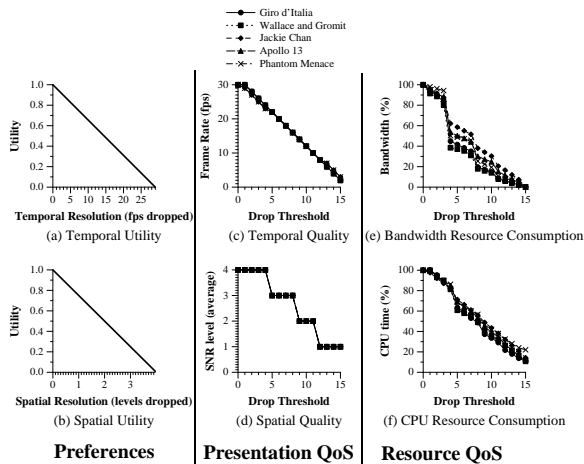 Giro d'Italia
Wallace and Gromit
Jackie Chan
Apollo 13
Phantom Menace
1.0
0.8
0.6
0.4
0.2
0.0
Utility
0 5 10 15 20 25
Temporal Resolution (fps dropped)
(a) Temporal Utility
30
20
10
0
Frame Rate (fps)
0 5 10 15
Drop Threshold
(c) Temporal Quality
100
80
60
40
20
0
Bandwidth (%)
0 5 10 15
Drop Threshold
(e) Bandwidth Resource Consumption
1.0
0.8
0.6
0.4
0.2
0.0
Utility
0 1 2 3
Spatial Resolution (levels dropped)
(b) Spatial Utility
4
3
2
1
0
SNR level (average)
0 5 10 15
Drop Threshold
(d) Spatial Quality
100
80
60
40
20
0
CPU time (%)
0 5 10 15
Drop Threshold
(f) CPU Resource Consumption
Preferences
Presentation QoS
Resource QoS